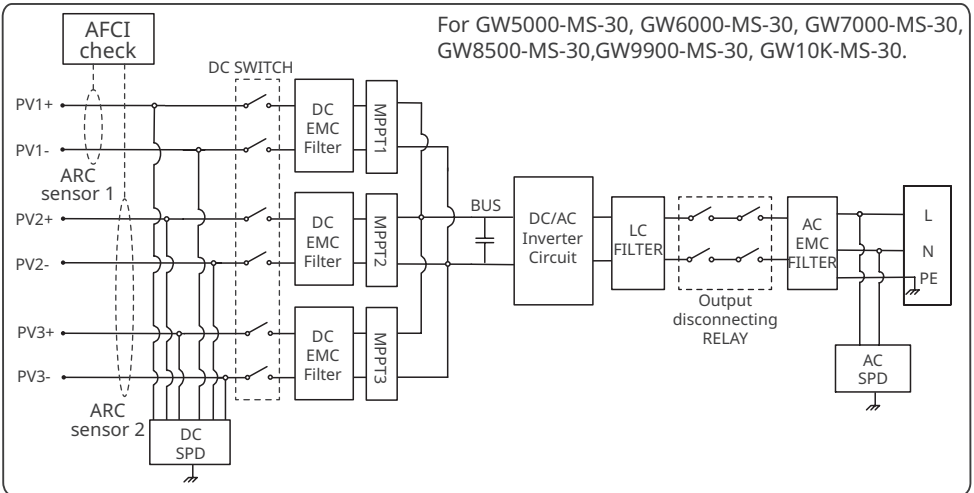 For GW5000-MS-30, GW6000-MS-30, GW7000-MS-30,
GW8500-MS-30,GW9900-MS-30, GW10K-MS-30.
AFCI
check
DC SWITCH
PV1+
PV1-
ARC
sensor 1
PV2+
PV2-
PV3+
PV3-
ARC
sensor 2
DC
SPD
DC
EMC
Filter
MPPT1
DC
EMC
Filter
MPPT2
DC
EMC
Filter
MPPT3
BUS
DC/AC
Inverter
Circuit
LC
FILTER
Output
disconnecting
RELAY
AC
EMC
FILTER
L
N
PE
AC
SPD